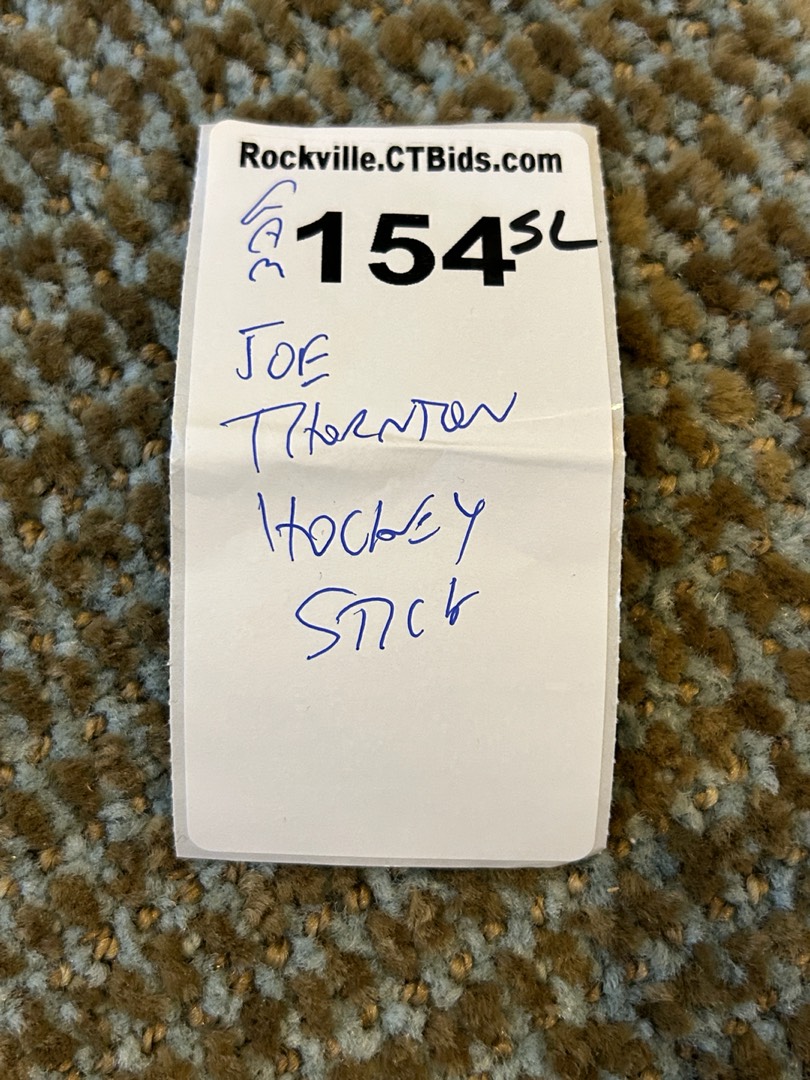 Rockville.CTBids.com
154 SL
JOE
THORNTON
HOCKEY
STICK